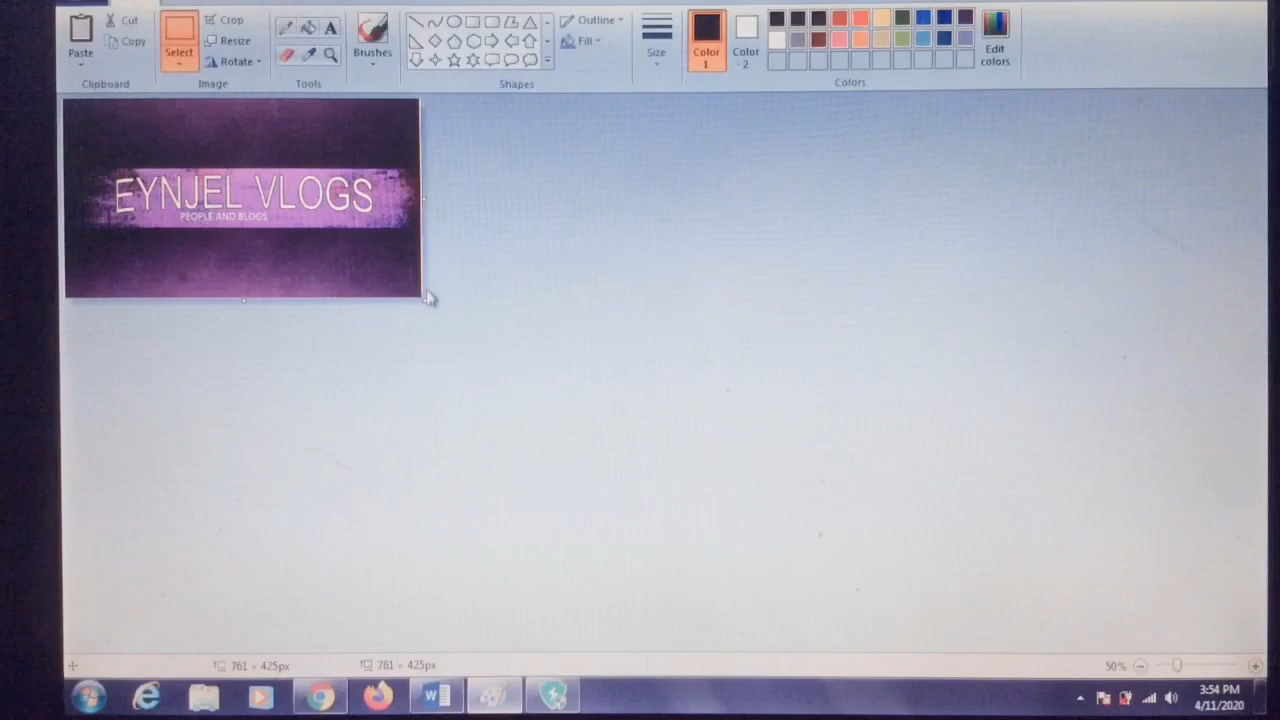 Paste
Cut
Copy
Clipboard
Select
Crop
Resize
Rotate
Image
A
Tools
Brushes
Shapes
Outline
Fill
Size
Color
1
Color
2
Colors
Edit
colors
EYNJEL VLOGS
PEOPLE AND BLOGS
761 × 425px
761 × 425px
50%
W
3:54 PM
4/11/2020